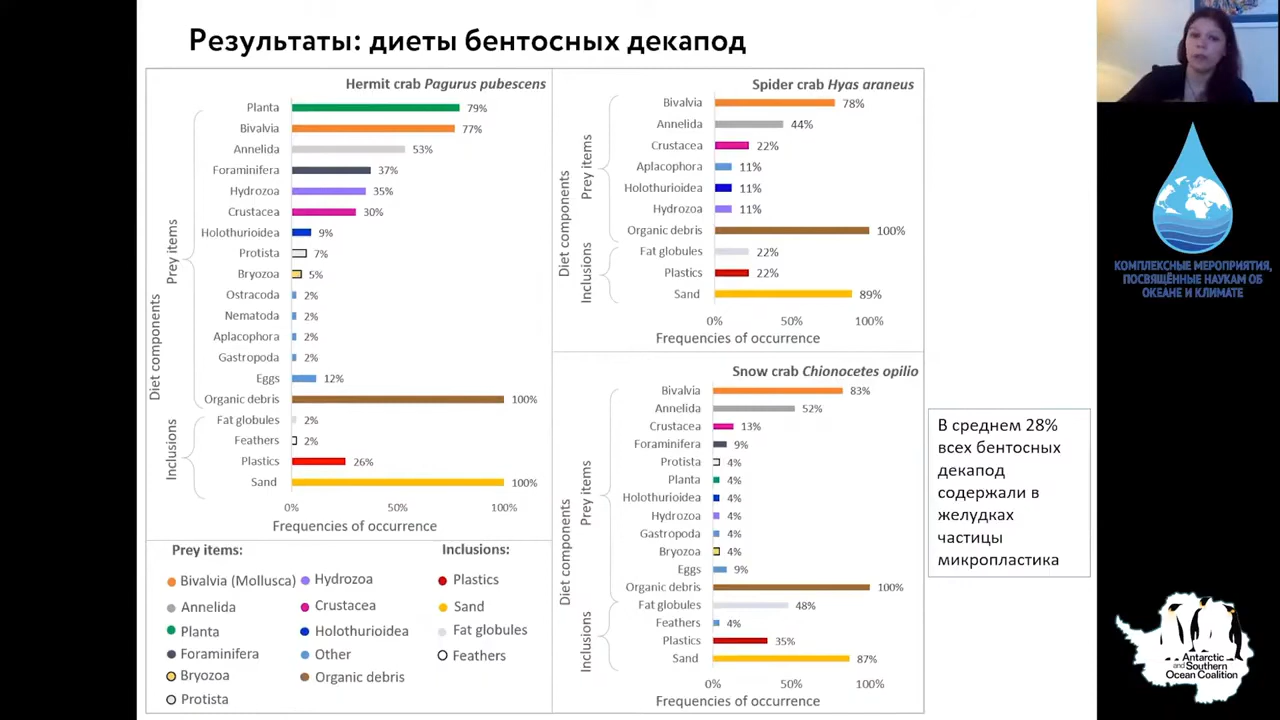 Результаты: диеты бентосных декапод
Hermit crab Pagurus pubescens
Diet components
Prey items
Inclusions
Planta 79%
Bivalvia 77%
Annelida 53%
Foraminifera 37%
Hydrozoa 35%
Crustacea 30%
Holothurioidea 9%
Protista 7%
Bryozoa 5%
Ostracoda 2%
Nematoda 2%
Aplacophora 2%
Gastropoda 2%
Eggs 12%
Organic debris 100%
Fat globules 2%
Feathers 2%
Plastics 26%
Sand 100%
0% 50% 100%
Frequencies of occurrence
Spider crab Hyas araneus
Diet components
Prey items
Inclusions
Bivalvia 78%
Annelida 44%
Crustacea 22%
Aplacophora 11%
Holothurioidea 11%
Hydrozoa 11%
Organic debris 100%
Fat globules 22%
Plastics 22%
Sand 89%
0% 50% 100%
Frequencies of occurrence
Snow crab Chionocetes opilio
Diet components
Prey items
Inclusions
Bivalvia 83%
Annelida 52%
Crustacea 13%
Foraminifera 9%
Protista 4%
Planta 4%
Holothurioidea 4%
Hydrozoa 4%
Gastropoda 4%
Bryozoa 4%
Eggs 9%
Organic debris 100%
Fat globules 48%
Feathers 4%
Plastics 35%
Sand 87%
0% 50% 100%
Frequencies of occurrence
Prey items:
Bivalvia (Mollusca)
Annelida
Planta
Foraminifera
Bryozoa
Protista
Hydrozoa
Crustacea
Holothurioidea
Other
Organic debris
Inclusions:
Plastics
Sand
Fat globules
Feathers
В среднем 28%
всех бентосных
декапод
содержали в
желудках
частицы
микропластика
КОМПЛЕКСНЫЕ МЕРОПРИЯТИЯ,
ПОСВЯЩЁННЫЕ НАУКАМ ОБ
ОКЕАНЕ И КЛИМАТЕ
Antarctic
and Southern
Ocean Coalition